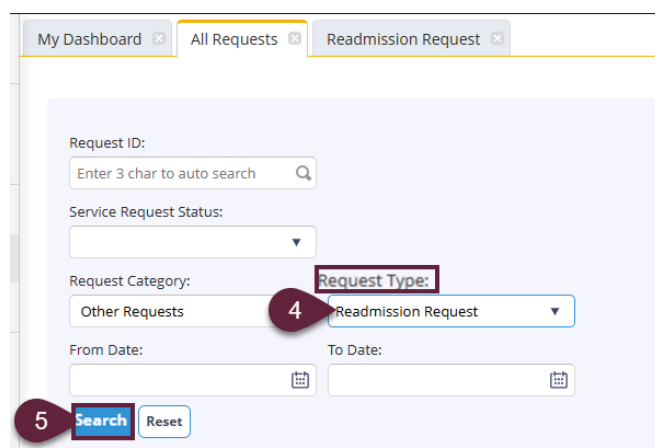 My Dashboard All Requests Readmission Request
Request ID:
Enter 3 char to auto search
Service Request Status:
Request Category: Request Type:
Other Requests 4 Readmission Request
From Date: To Date:
5 Search Reset